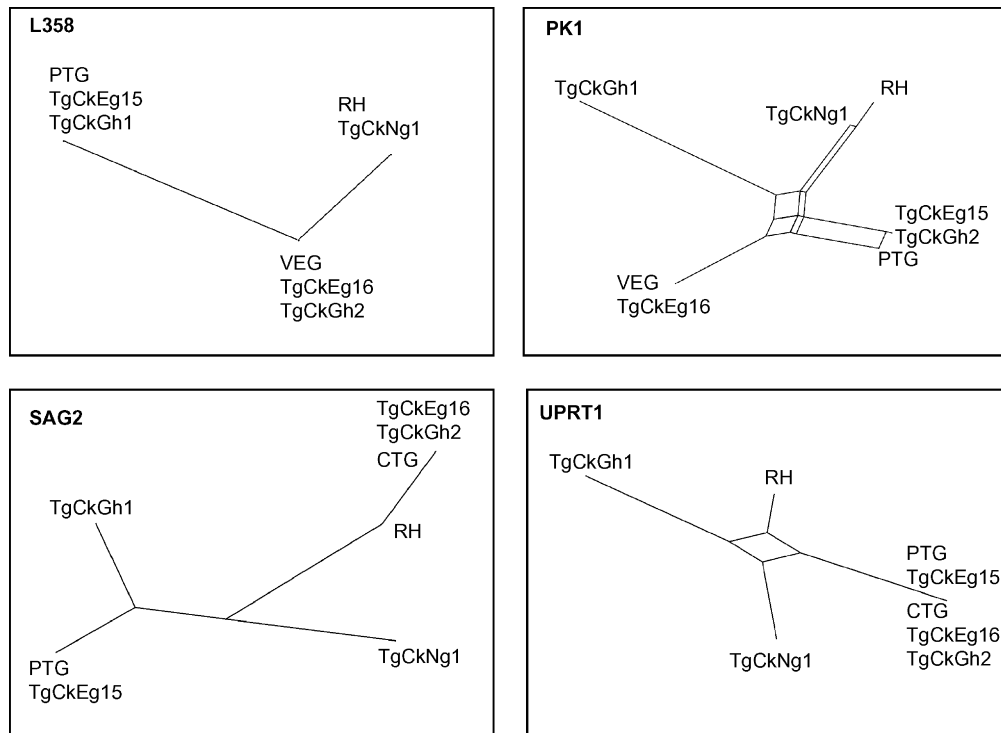 L358
PTG
TgCkEg15
TgCkGh1
RH
TgCkNg1
VEG
TgCkEg16
TgCkGh2
PK1
TgCkGh1
RH
TgCkNg1
TgCkEg15
TgCkGh2
PTG
VEG
TgCkEg16
SAG2
TgCkEg16
TgCkGh2
CTG
TgCkGh1
RH
TgCkNg1
PTG
TgCkEg15
UPRT1
TgCkGh1
RH
PTG
TgCkEg15
CTG
TgCkEg16
TgCkGh2
TgCkNg1